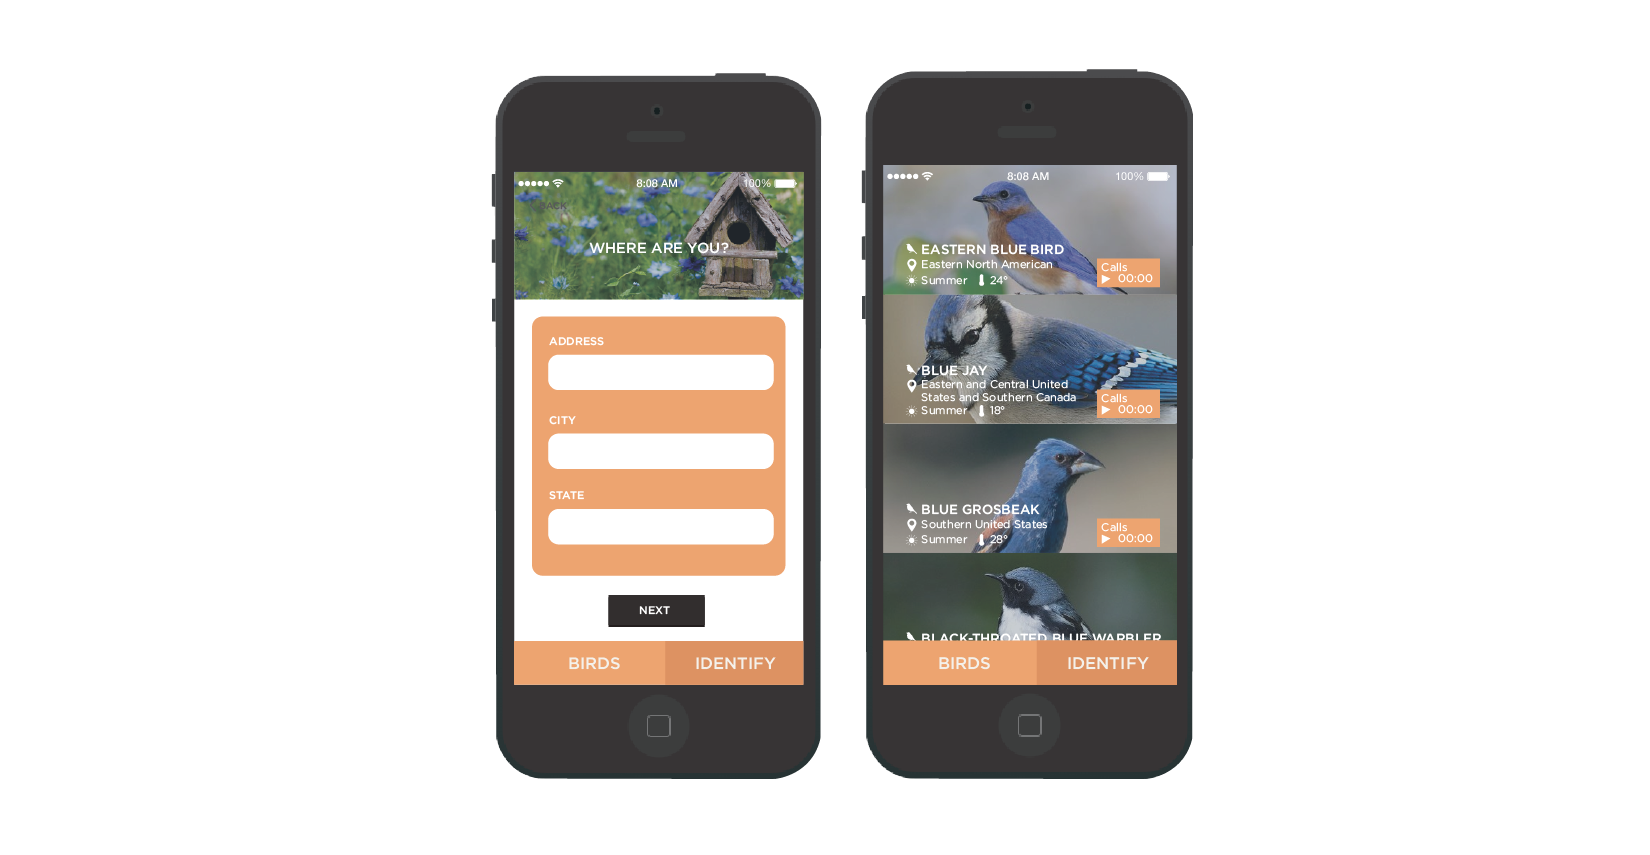 8:08 AM
100%
BACK
WHERE ARE YOU?
ADDRESS
CITY
STATE
NEXT
BIRDS
IDENTIFY
8:08 AM
100%
EASTERN BLUE BIRD
Eastern North American
Summer 24°
Calls
00:00
BLUE JAY
Eastern and Central United
States and Southern Canada
Summer 18°
Calls
00:00
BLUE GROSBEAK
Southern United States
Summer 28°
Calls
00:00
BLACK-THROATED BLUE WARBLER
BIRDS
IDENTIFY